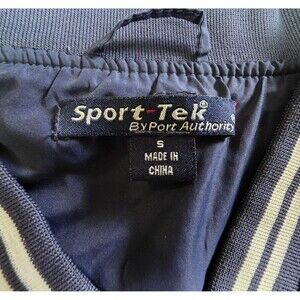 Sport-Tek®
By Port Authority
S
MADE IN
CHINA